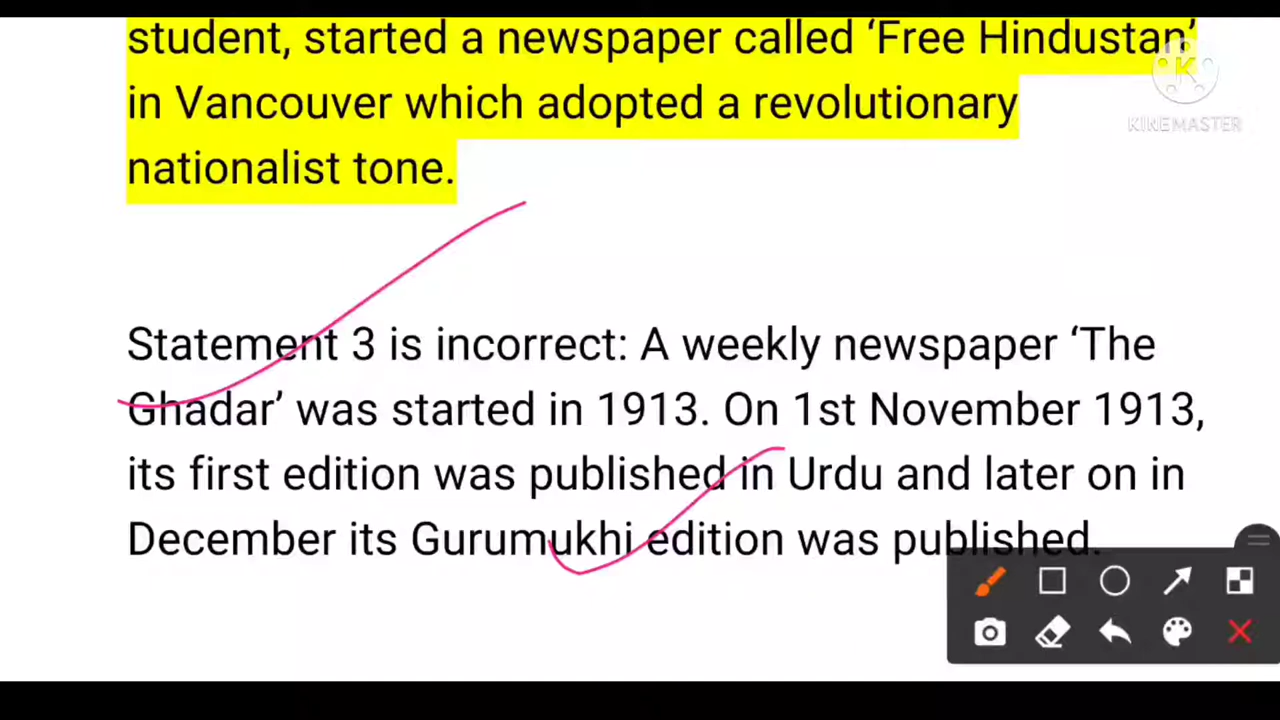 student, started a newspaper called ‘Free Hindustan’
in Vancouver which adopted a revolutionary
nationalist tone.
KINEMASTER
Statement 3 is incorrect: A weekly newspaper ‘The
Ghadar’ was started in 1913. On 1st November 1913,
its first edition was published in Urdu and later on in
December its Gurumukhi edition was published.